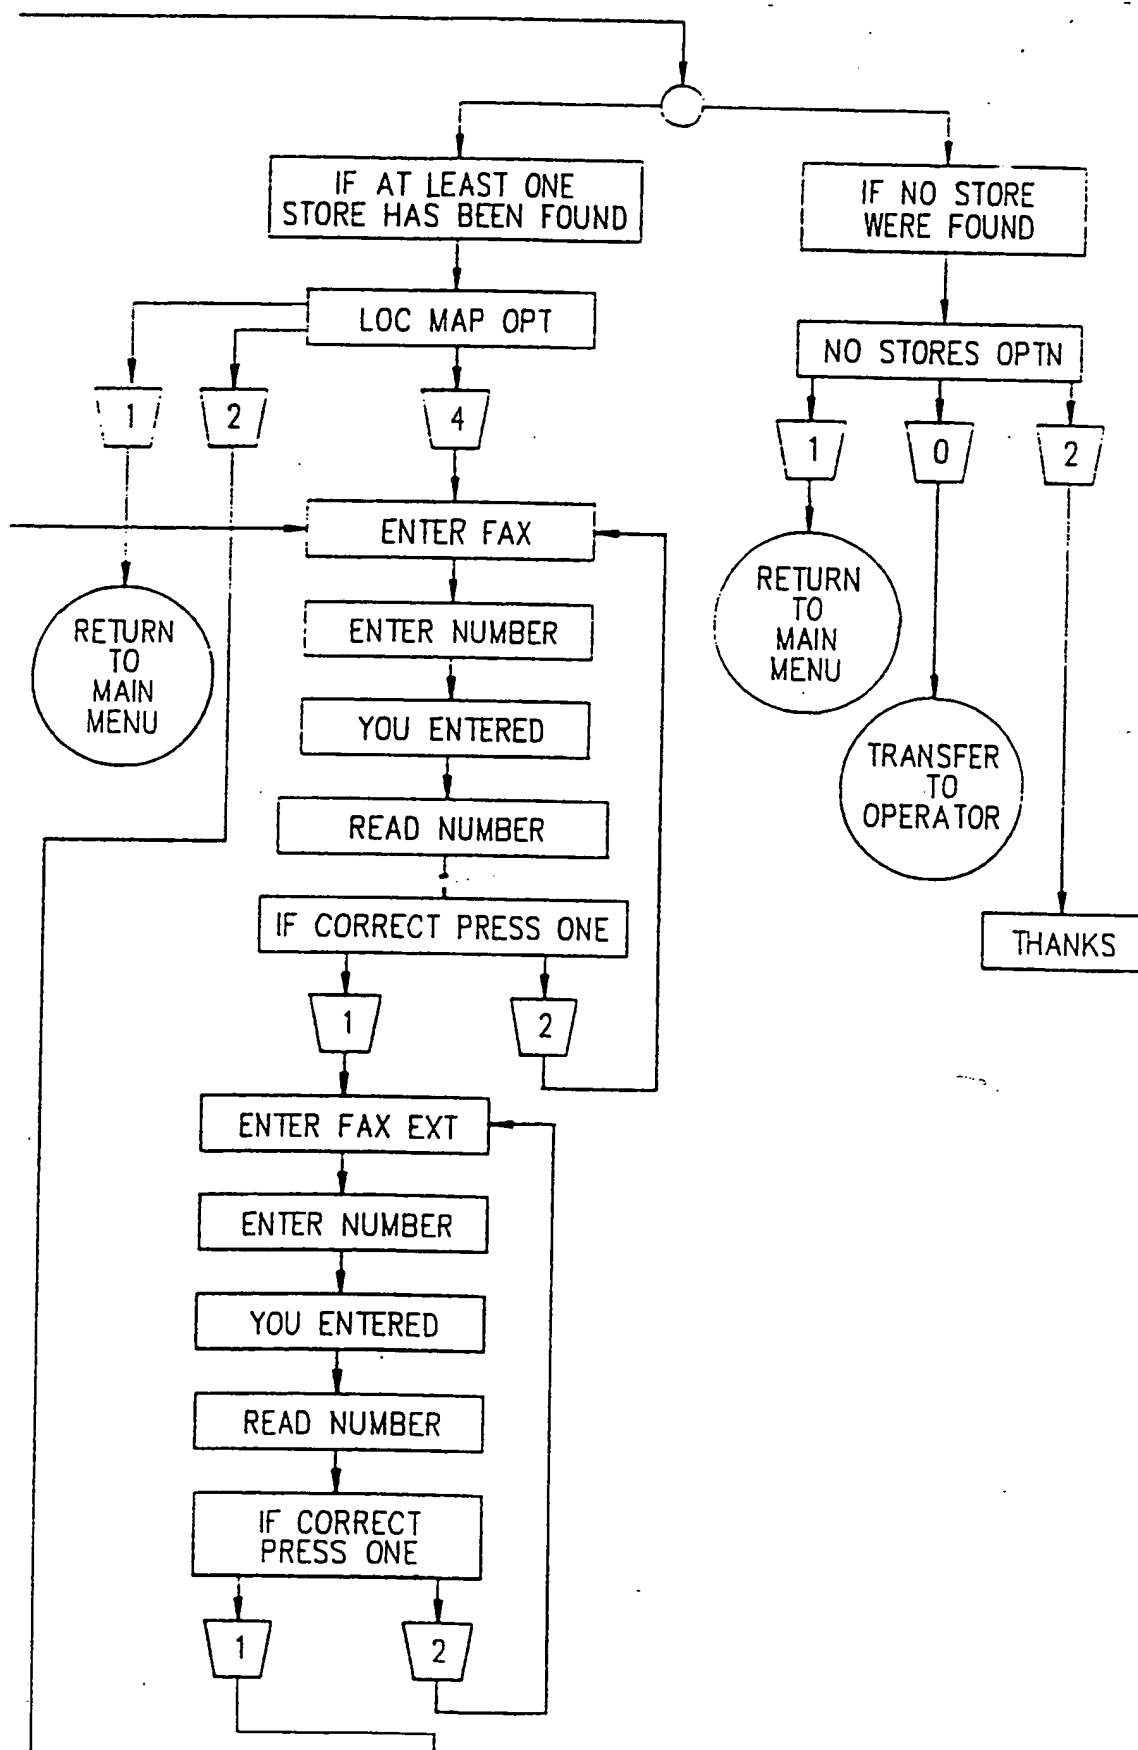 IF AT LEAST ONE
STORE HAS BEEN FOUND
IF NO STORE
WERE FOUND
LOC MAP OPT
NO STORES OPTN
1
2
4
1
0
2
ENTER FAX
RETURN
TO
MAIN
MENU
RETURN
TO
MAIN
MENU
ENTER NUMBER
YOU ENTERED
TRANSFER
TO
OPERATOR
READ NUMBER
IF CORRECT PRESS ONE
THANKS
1
2
ENTER FAX EXT
ENTER NUMBER
YOU ENTERED
READ NUMBER
IF CORRECT
PRESS ONE
1
2